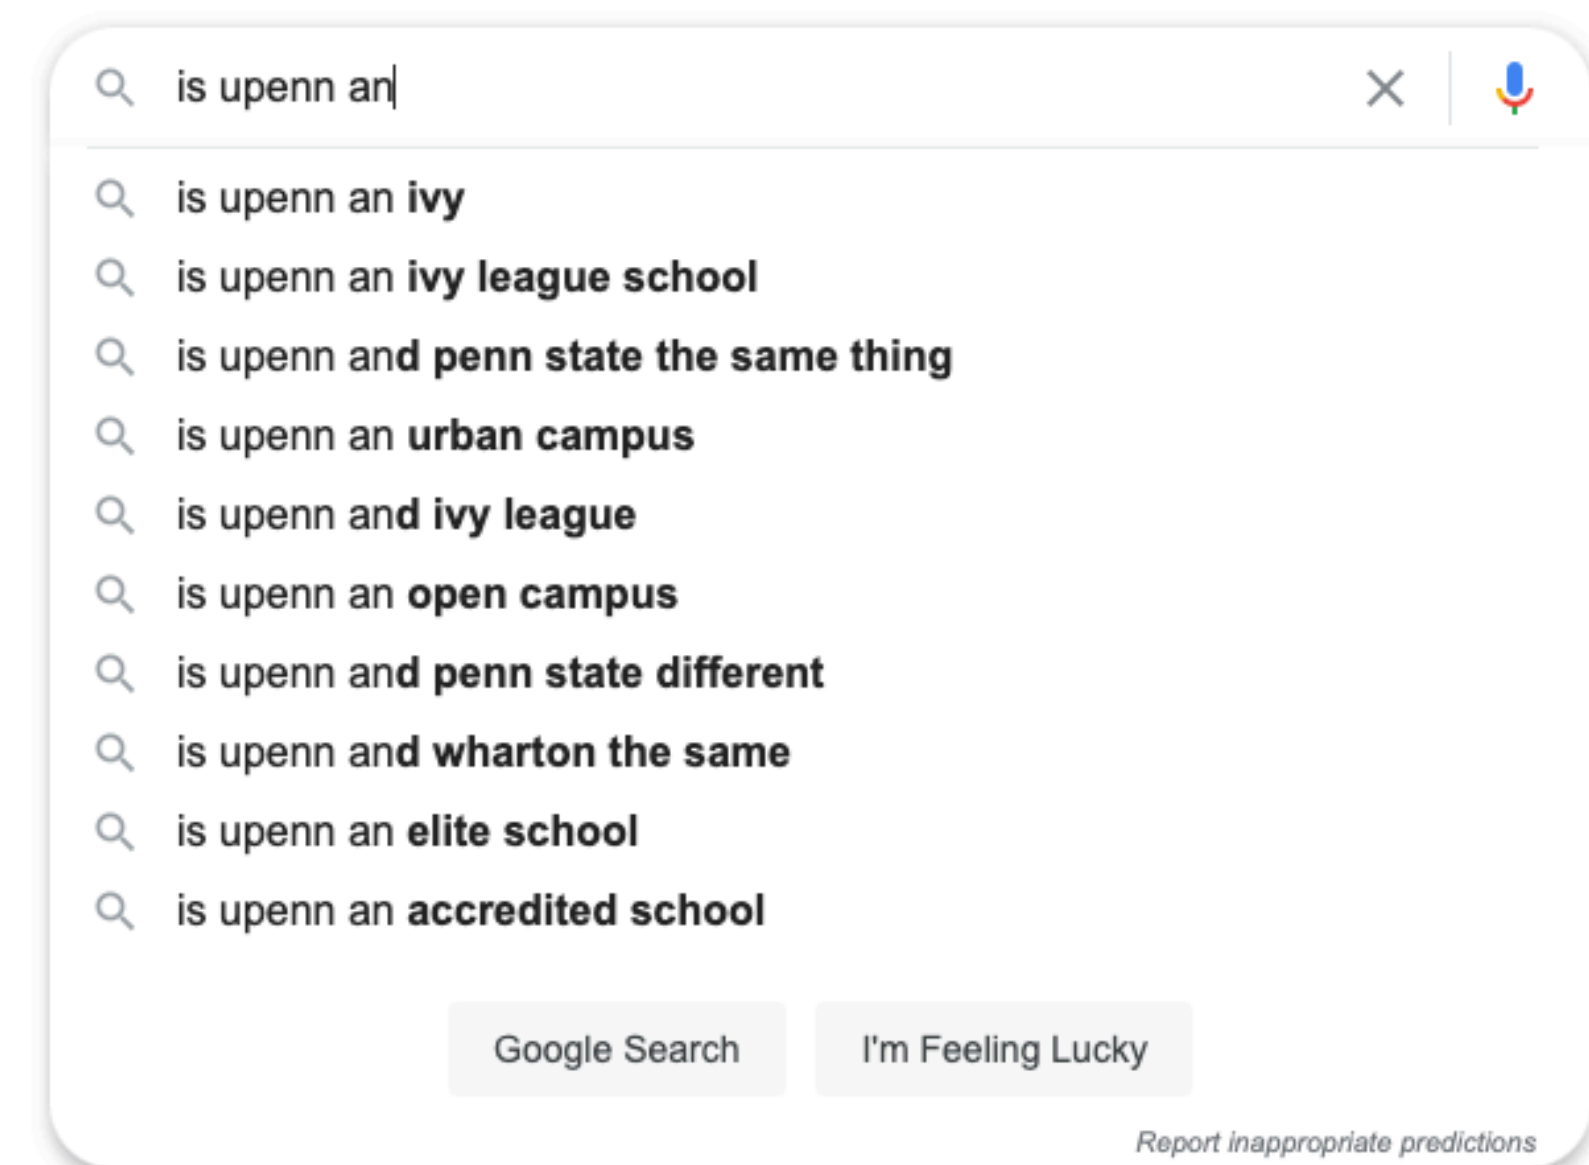 is upenn an
is upenn an ivy
is upenn an ivy league school
is upenn and penn state the same thing
is upenn an urban campus
is upenn and ivy league
is upenn an open campus
is upenn and penn state different
is upenn and wharton the same
is upenn an elite school
is upenn an accredited school
Google Search
I'm Feeling Lucky
Report inappropriate predictions